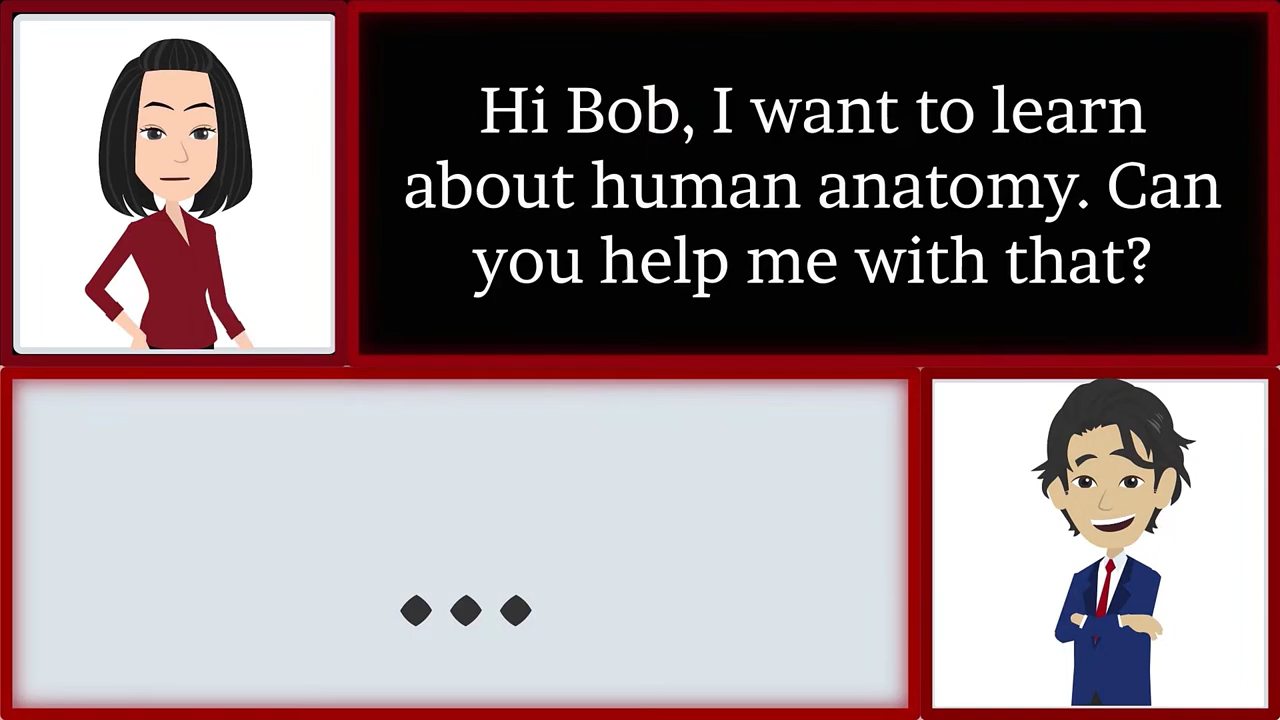 Hi Bob, I want to learn
about human anatomy. Can
you help me with that?